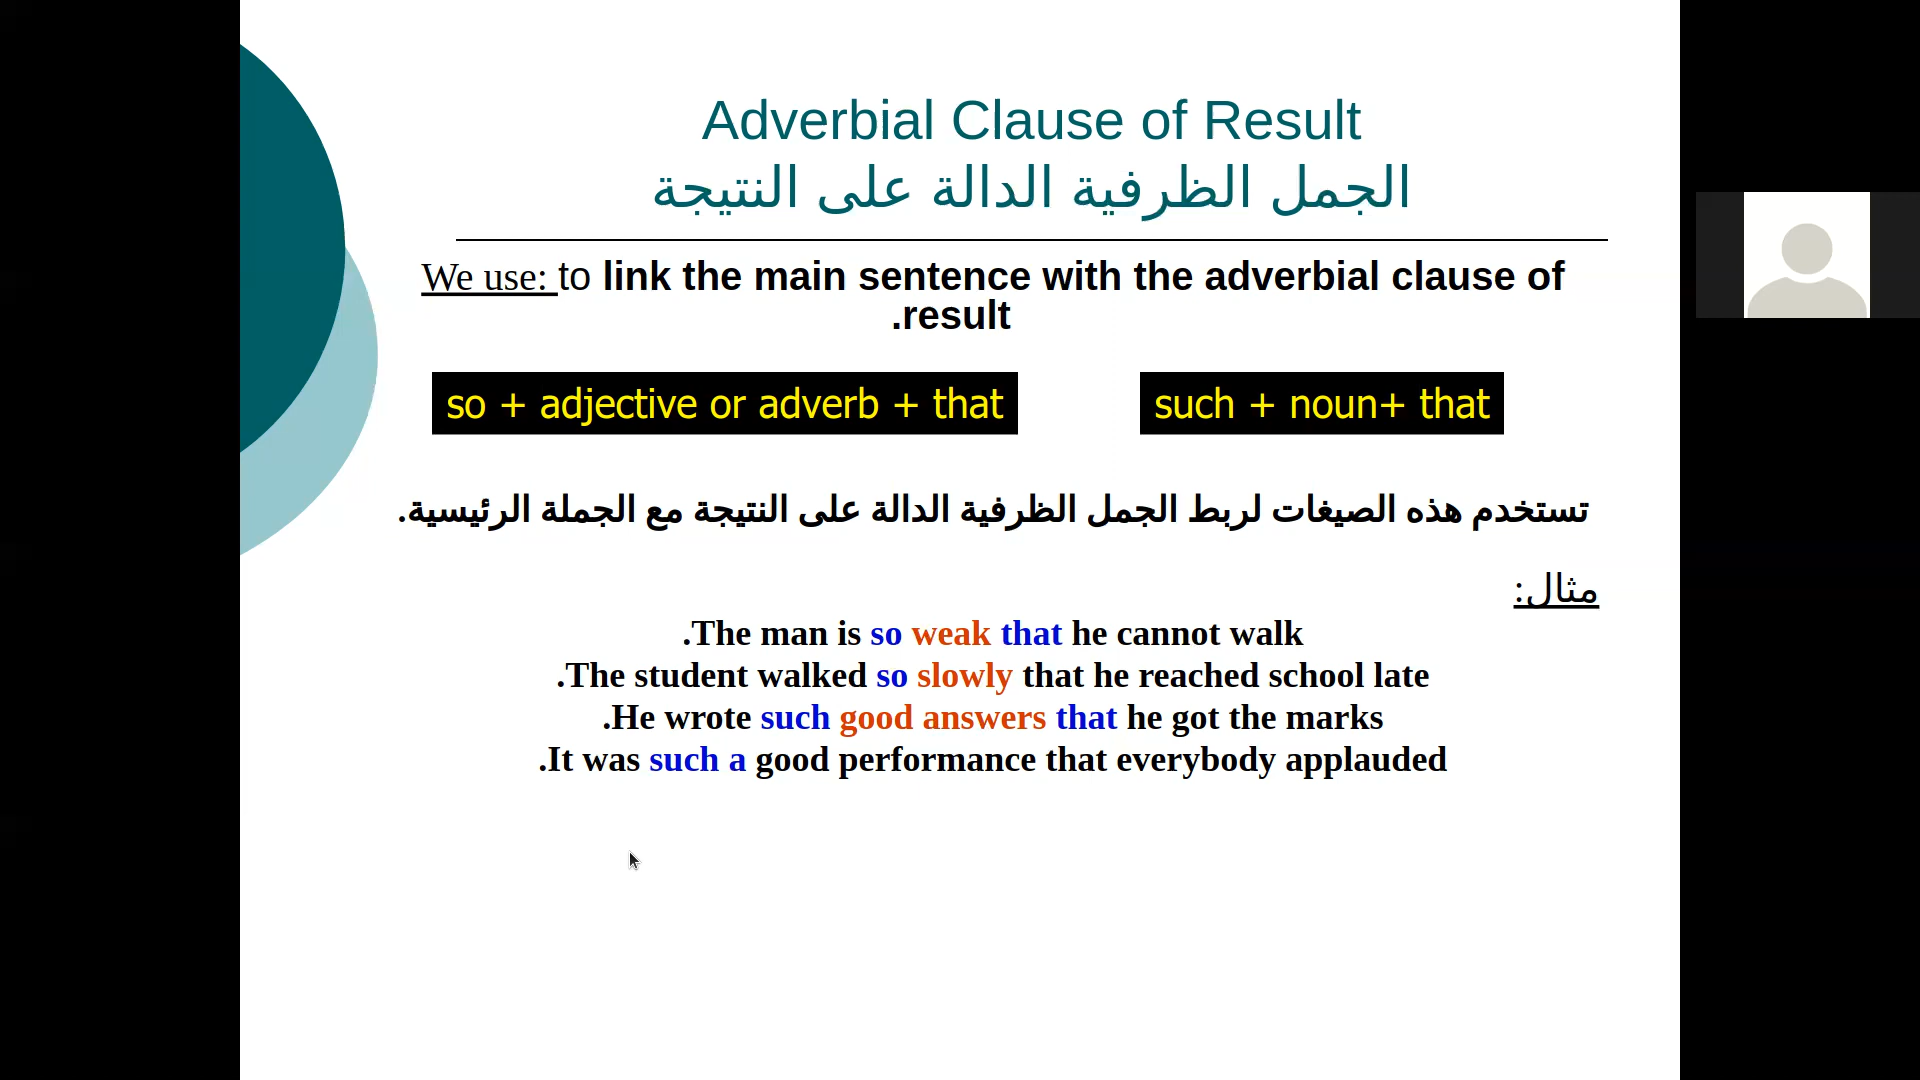 Adverbial Clause of Result
الجمل الظرفية الدالة على النتيجة
We use: to link the main sentence with the adverbial clause of
.result
so + adjective or adverb + that
such + noun+ that
تستخدم هذه الصيغات لربط الجمل الظرفية الدالة على النتيجة مع الجملة الرئيسية.
مثال:
.The man is so weak that he cannot walk
.The student walked so slowly that he reached school late
.He wrote such good answers that he got the marks
.It was such a good performance that everybody applauded